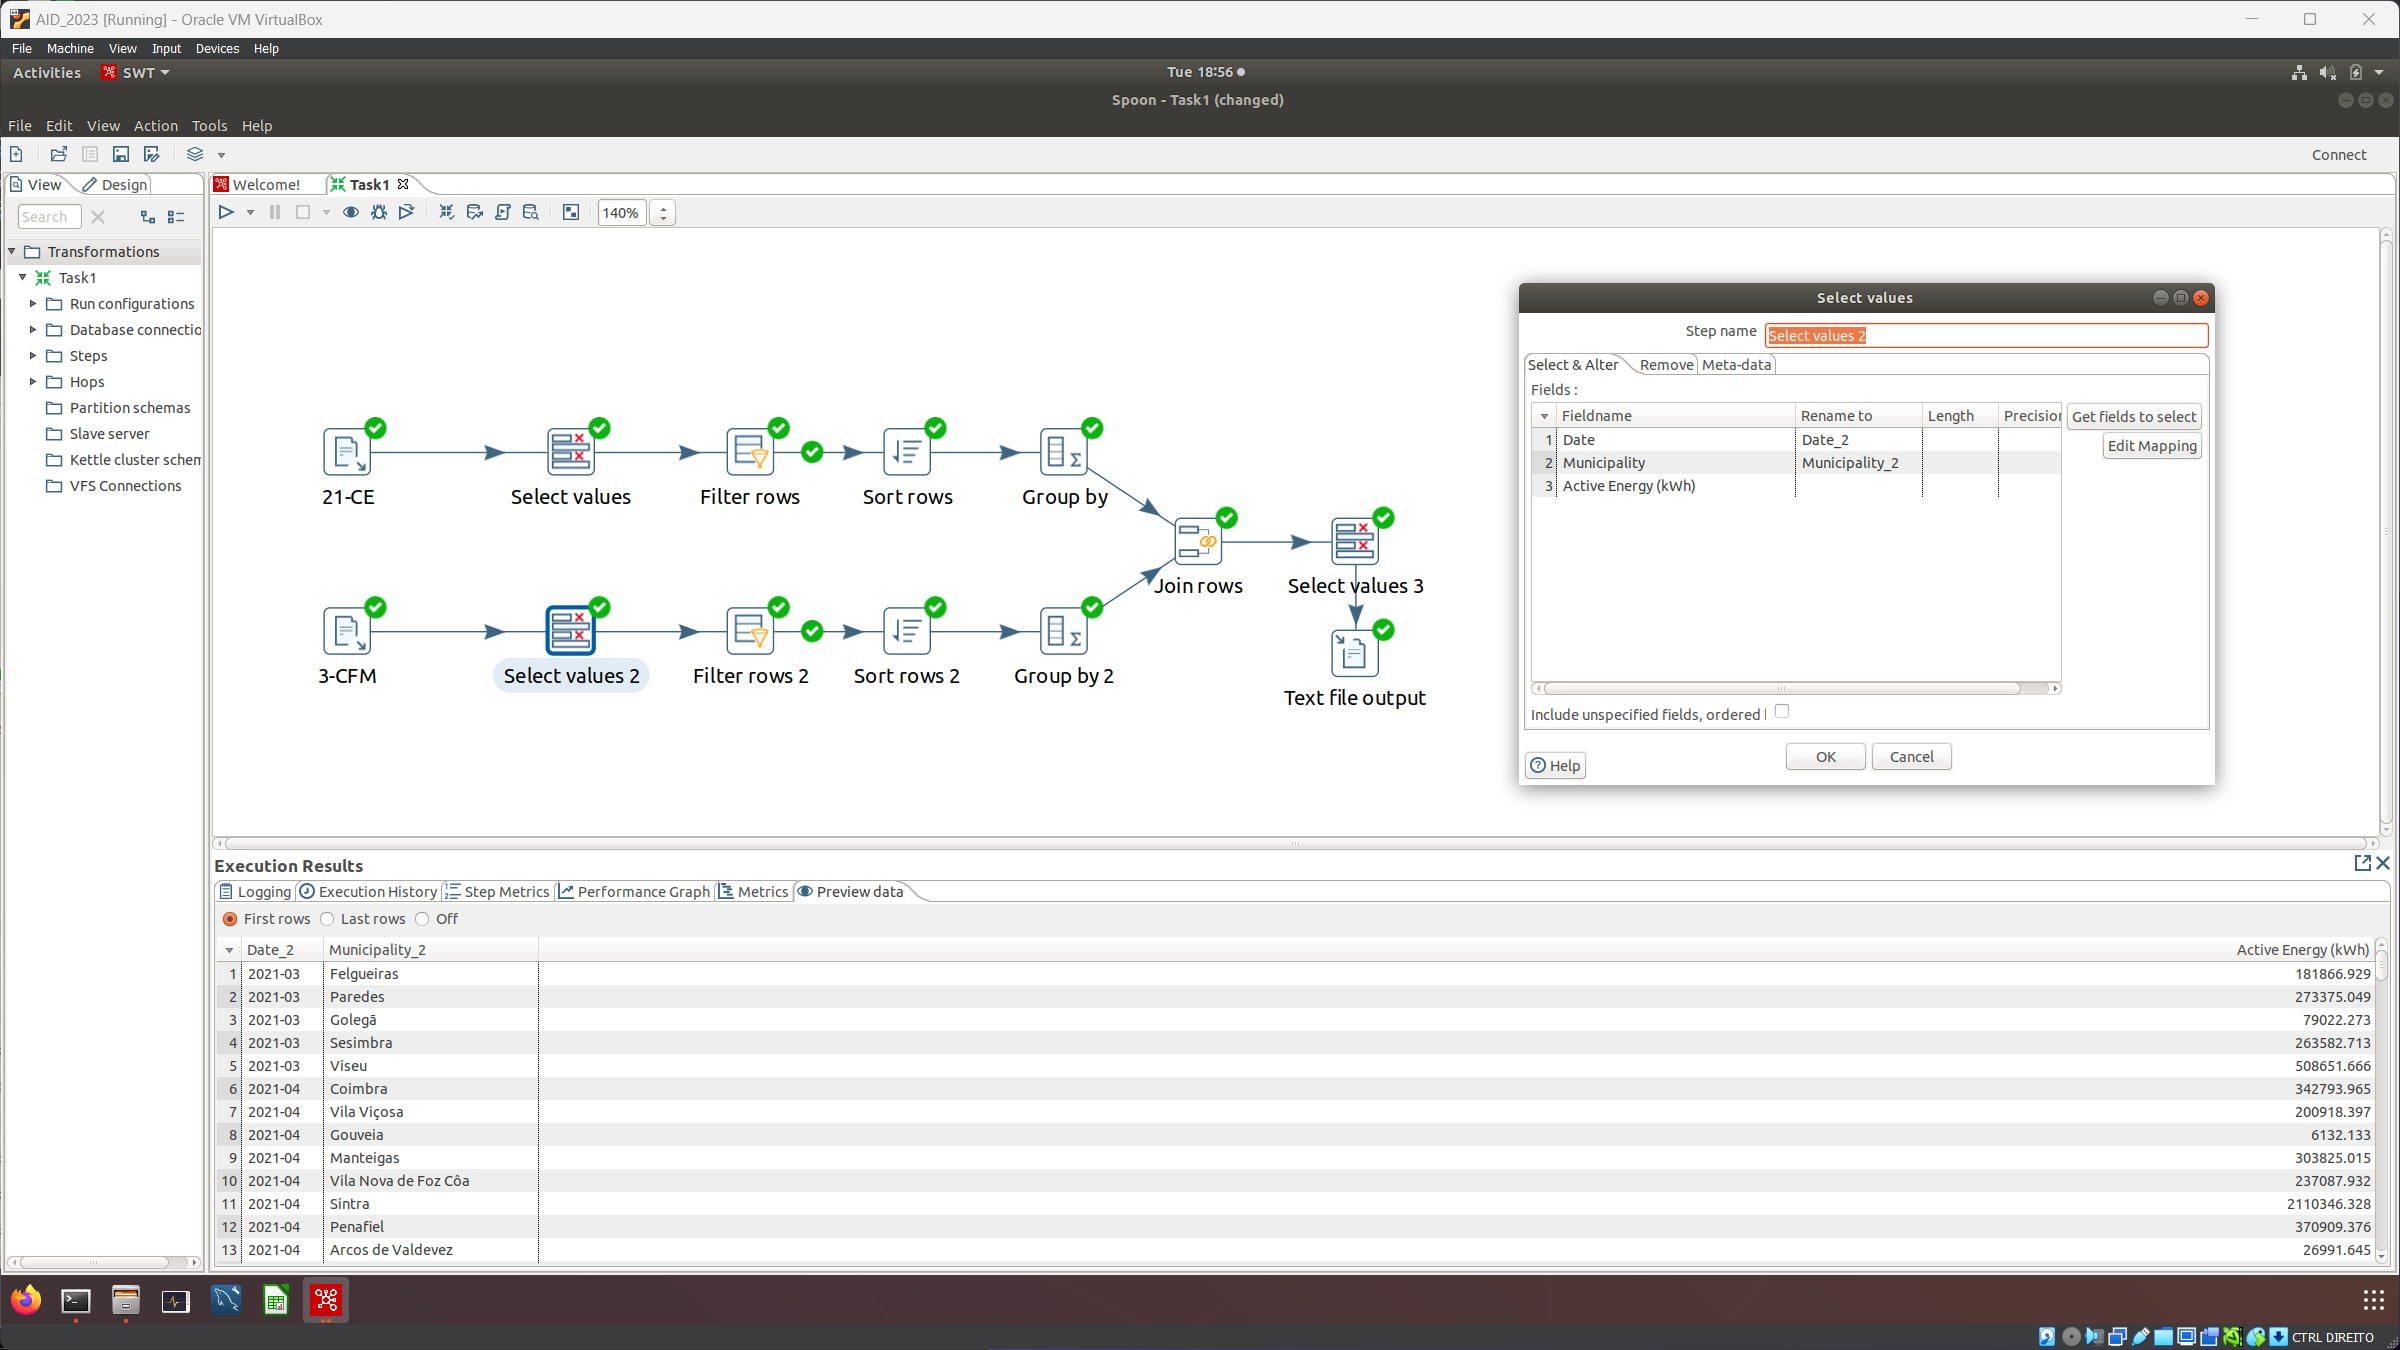 AID_2023 [Running] - Oracle VM VirtualBox
File Machine View Input Devices Help
Activities SWT Tue 18:56
Spoon - Task1 (changed)
File Edit View Action Tools Help
Connect
View Design Welcome! Task1
Search 140%
Transformations
Task1
Run configurations
Database connectio
Steps
Hops
Partition schemas
Slave server
Kettle cluster schem
VFS Connections
21-CE Select values Filter rows Sort rows Group by
Join rows Select values 3
3-CFM Select values 2 Filter rows 2 Sort rows 2 Group by 2
Text file output
Select values
Step name Select values 2
Select & Alter Remove Meta-data
Fields :
Fieldname Rename to Length Precision Get fields to select
1 Date Date_2
Edit Mapping
2 Municipality Municipality_2
3 Active Energy (kWh)
Include unspecified fields, ordered
Help OK Cancel
Execution Results
Logging Execution History Step Metrics Performance Graph Metrics Preview data
First rows Last rows Off
Date_2 Municipality_2 Active Energy (kWh)
1 2021-03 Felgueiras 181866.929
2 2021-03 Paredes 273375.049
3 2021-03 Golegã 79022.273
4 2021-03 Sesimbra 263582.713
5 2021-03 Viseu 508651.666
6 2021-04 Coimbra 342793.965
7 2021-04 Vila Viçosa 200918.397
8 2021-04 Gouveia 6132.133
9 2021-04 Manteigas 303825.015
10 2021-04 Vila Nova de Foz Côa 237087.932
11 2021-04 Sintra 2110346.328
12 2021-04 Penafiel 370909.376
13 2021-04 Arcos de Valdevez 26991.645
CTRL DIREITO